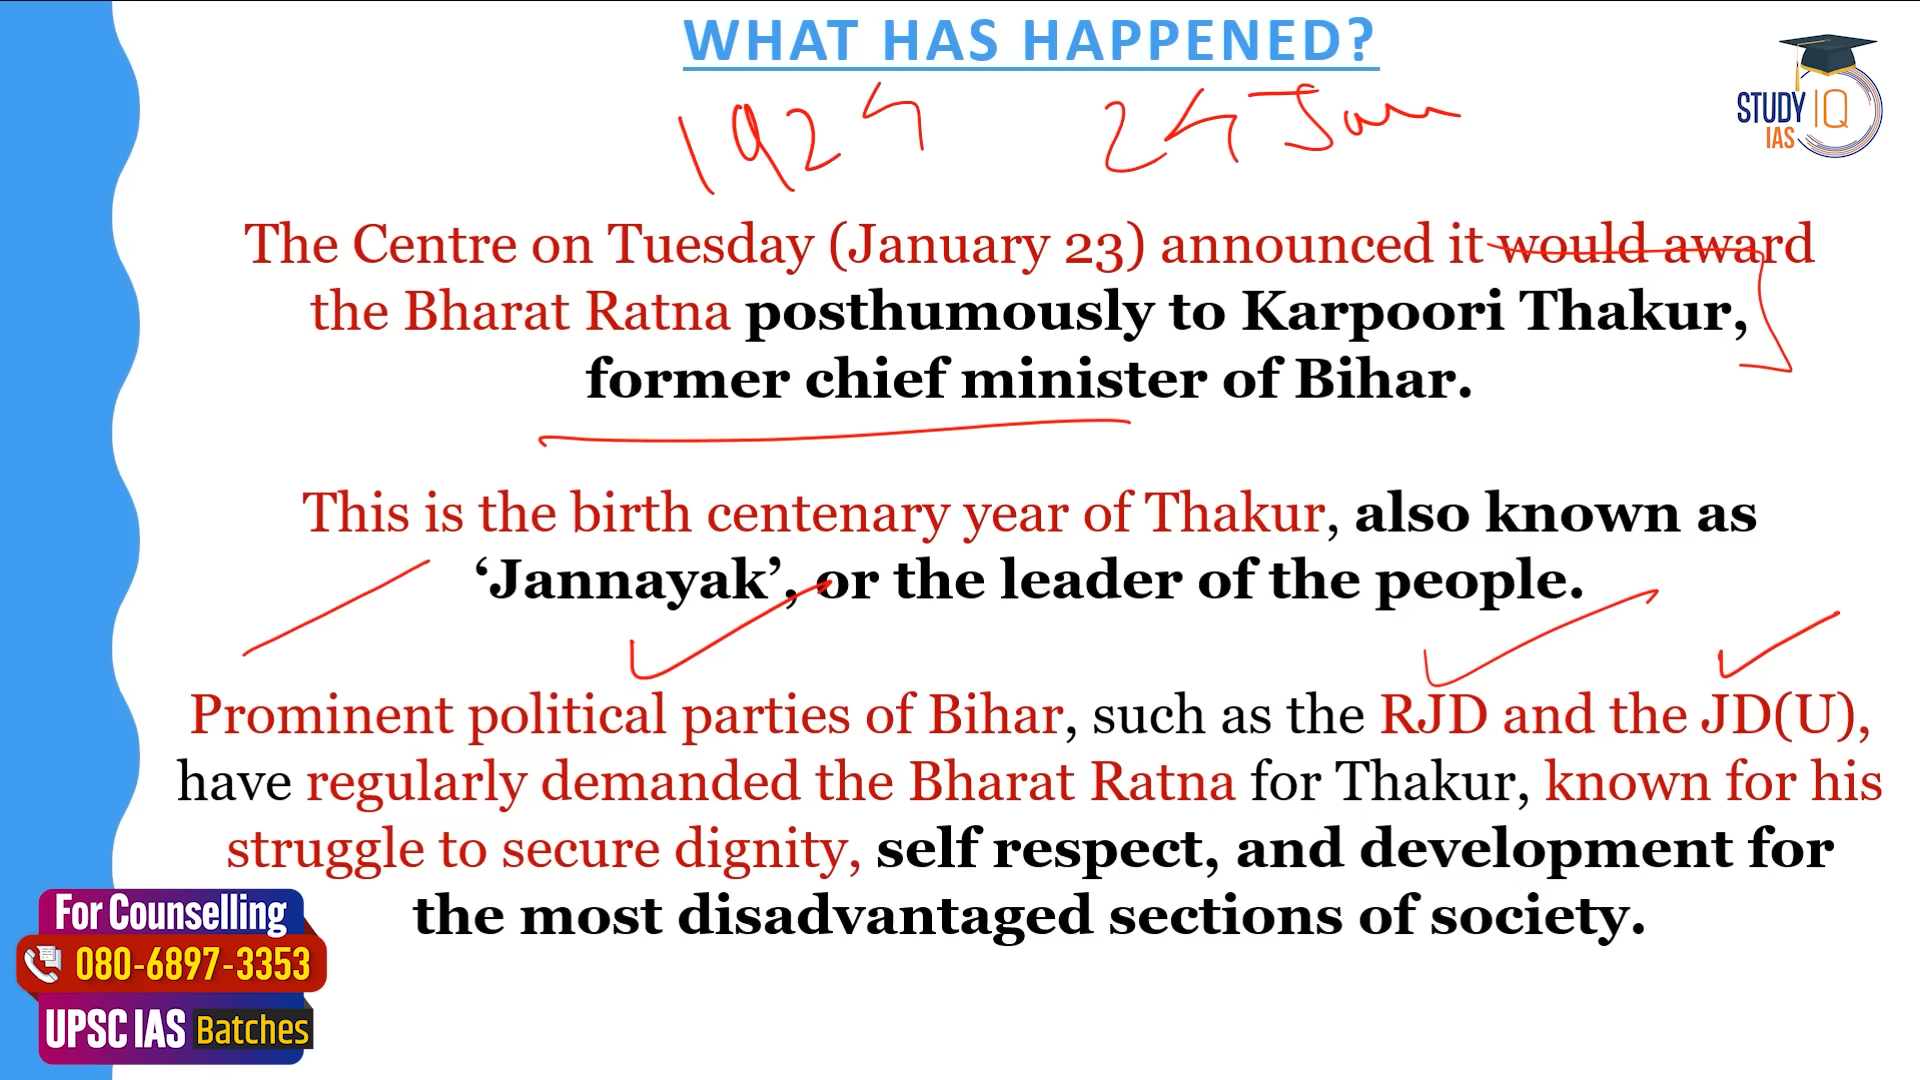 WHAT HAS HAPPENED?
1924 24 Jan
STUDY IQ
IAS
The Centre on Tuesday (January 23) announced it would award
the Bharat Ratna posthumously to Karpoori Thakur,
former chief minister of Bihar.
This is the birth centenary year of Thakur, also known as
‘Jannayak’, or the leader of the people.
Prominent political parties of Bihar, such as the RJD and the JD(U),
have regularly demanded the Bharat Ratna for Thakur, known for his
struggle to secure dignity, self respect, and development for
the most disadvantaged sections of society.
For Counselling
080-6897-3353
UPSC IAS Batches